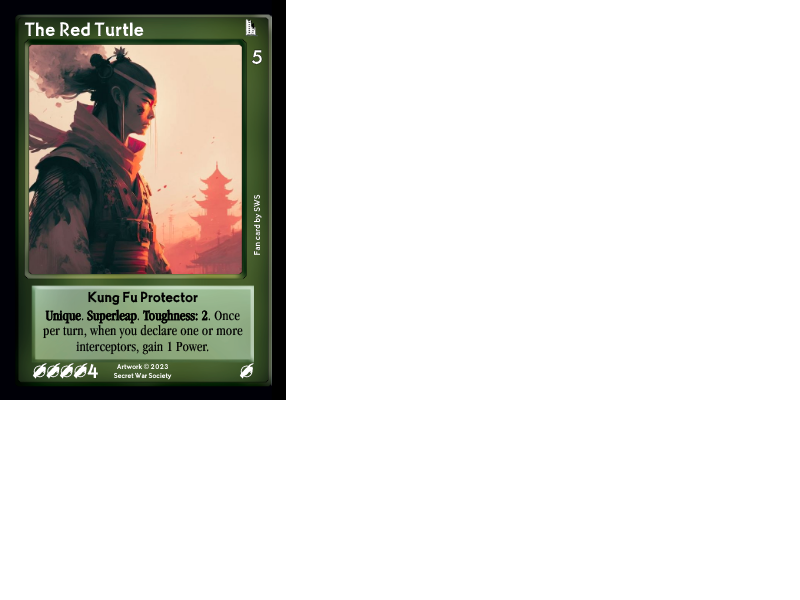 The Red Turtle
5
Fan card by SWS
Kung Fu Protector
Unique. Superleap. Toughness: 2. Once
per turn, when you declare one or more
interceptors, gain 1 Power.
4
Artwork © 2023
Secret War Society